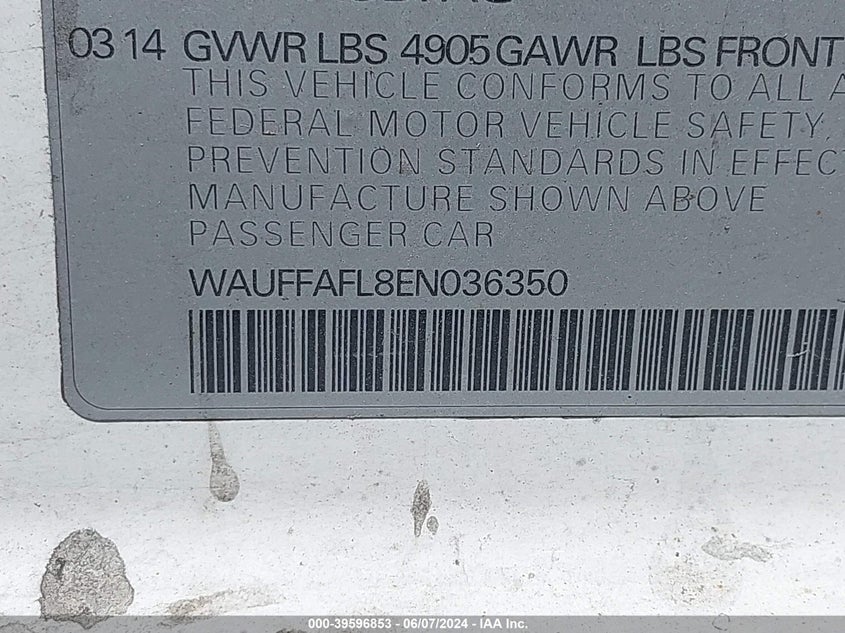 03 14 GVWR LBS 4905 GAWR LBS FRONT
THIS VEHICLE CONFORMS TO ALL A
FEDERAL MOTOR VEHICLE SAFETY,
PREVENTION STANDARDS IN EFFEC
MANUFACTURE SHOWN ABOVE
PASSENGER CAR
WAUFFAFL8EN036350
000-39596853 - 06/07/2024 - IAA Inc.